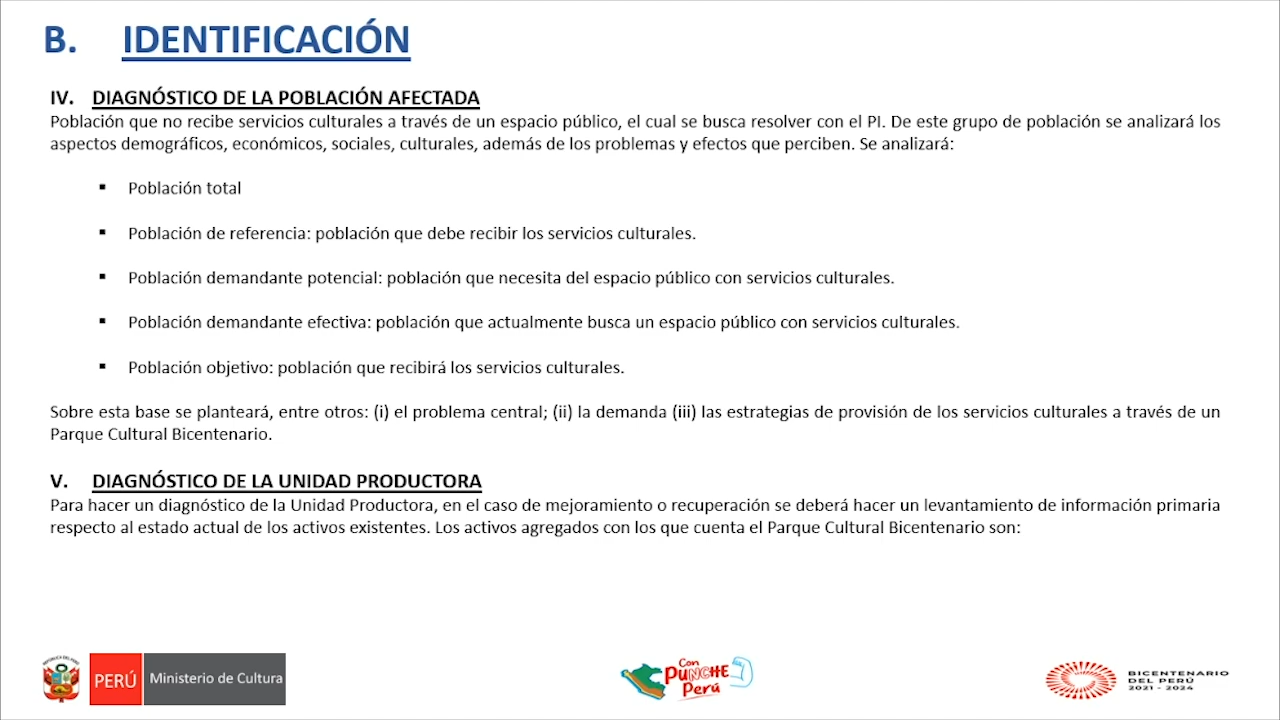 B. IDENTIFICACIÓN
IV. DIAGNÓSTICO DE LA POBLACIÓN AFECTADA
Población que no recibe servicios culturales a través de un espacio público, el cual se busca resolver con el PI. De este grupo de población se analizará los
aspectos demográficos, económicos, sociales, culturales, además de los problemas y efectos que perciben. Se analizará:
▪ Población total
▪ Población de referencia: población que debe recibir los servicios culturales.
▪ Población demandante potencial: población que necesita del espacio público con servicios culturales.
▪ Población demandante efectiva: población que actualmente busca un espacio público con servicios culturales.
▪ Población objetivo: población que recibirá los servicios culturales.
Sobre esta base se planteará, entre otros: (i) el problema central; (ii) la demanda (iii) las estrategias de provisión de los servicios culturales a través de un
Parque Cultural Bicentenario.
V. DIAGNÓSTICO DE LA UNIDAD PRODUCTORA
Para hacer un diagnóstico de la Unidad Productora, en el caso de mejoramiento o recuperación se deberá hacer un levantamiento de información primaria
respecto al estado actual de los activos existentes. Los activos agregados con los que cuenta el Parque Cultural Bicentenario son:
REPÚBLICA DEL PERÚ
PERÚ Ministerio de Cultura
Con
PUNCHE
Perú
BICENTENARIO
DEL PERÚ
2021 - 2024